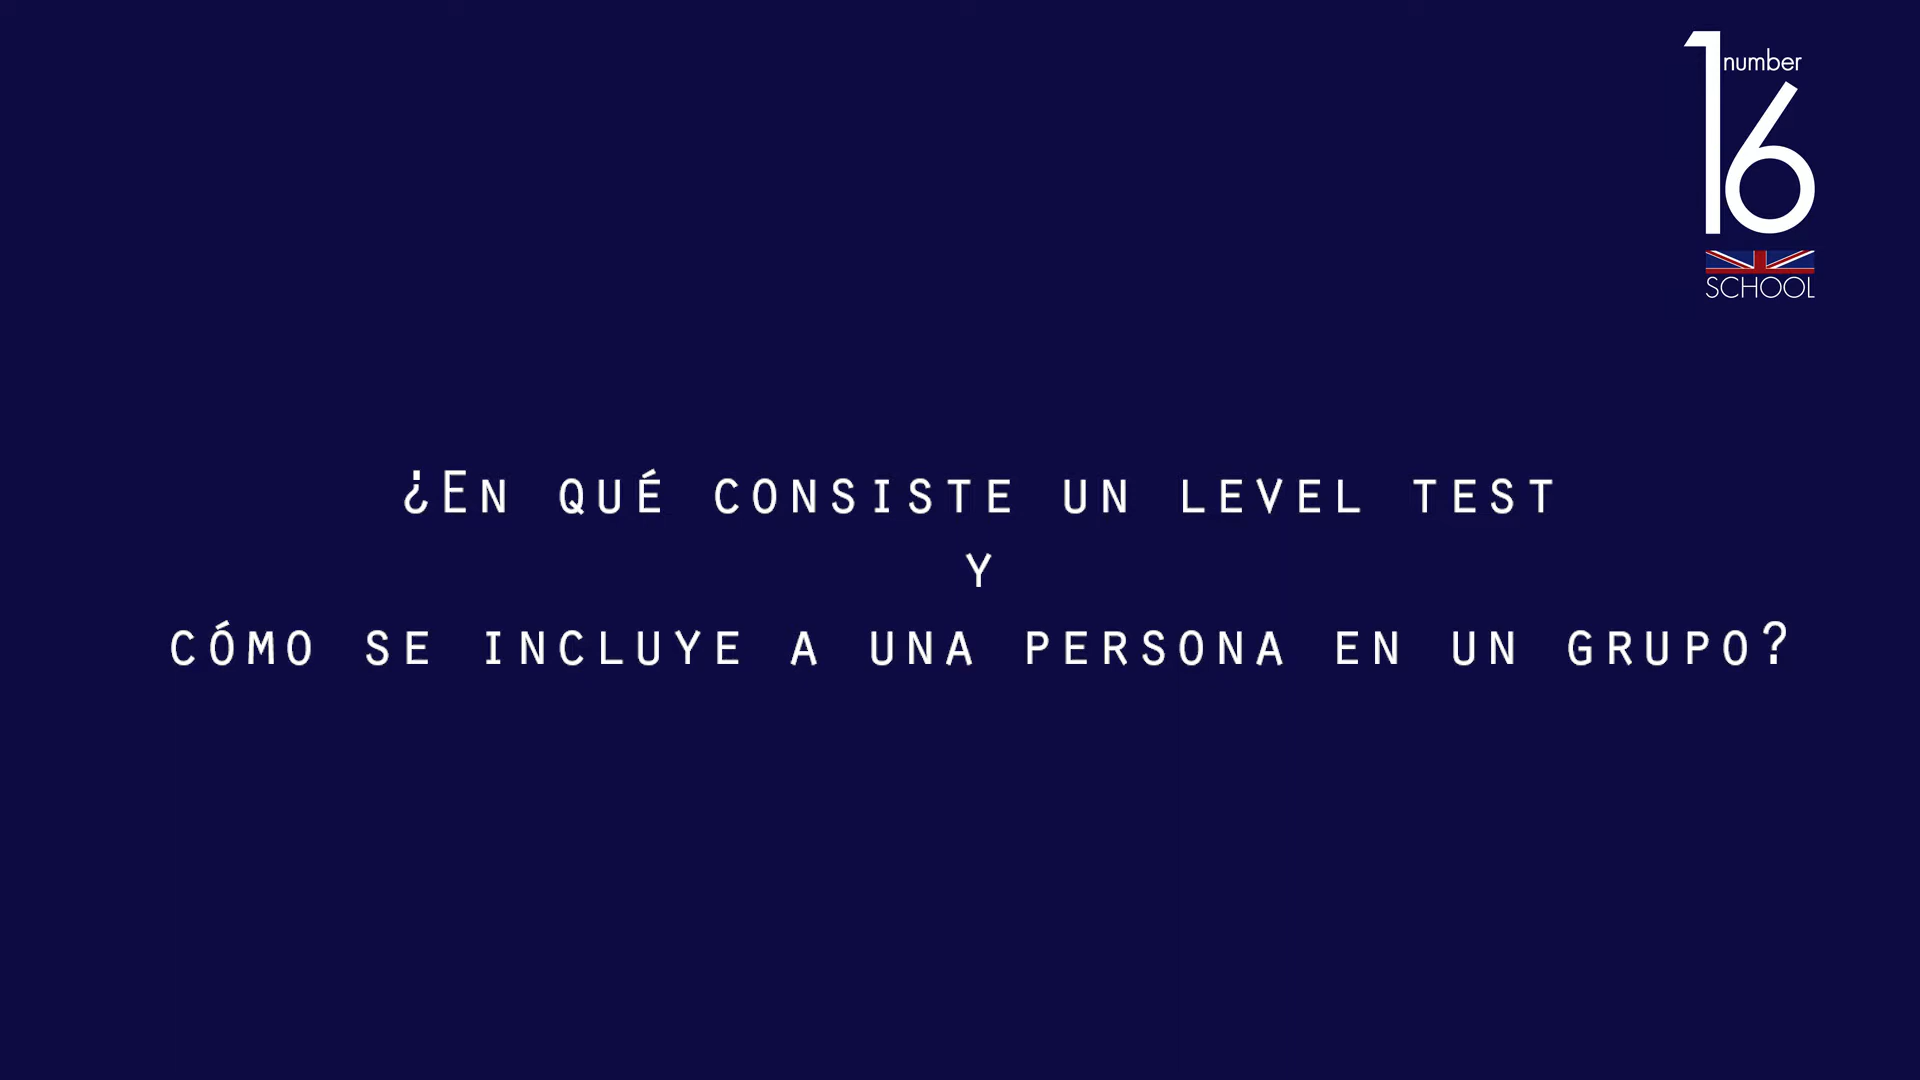 number
16
SCHOOL
¿En qué consiste un level test
y
cómo se incluye a una persona en un grupo?